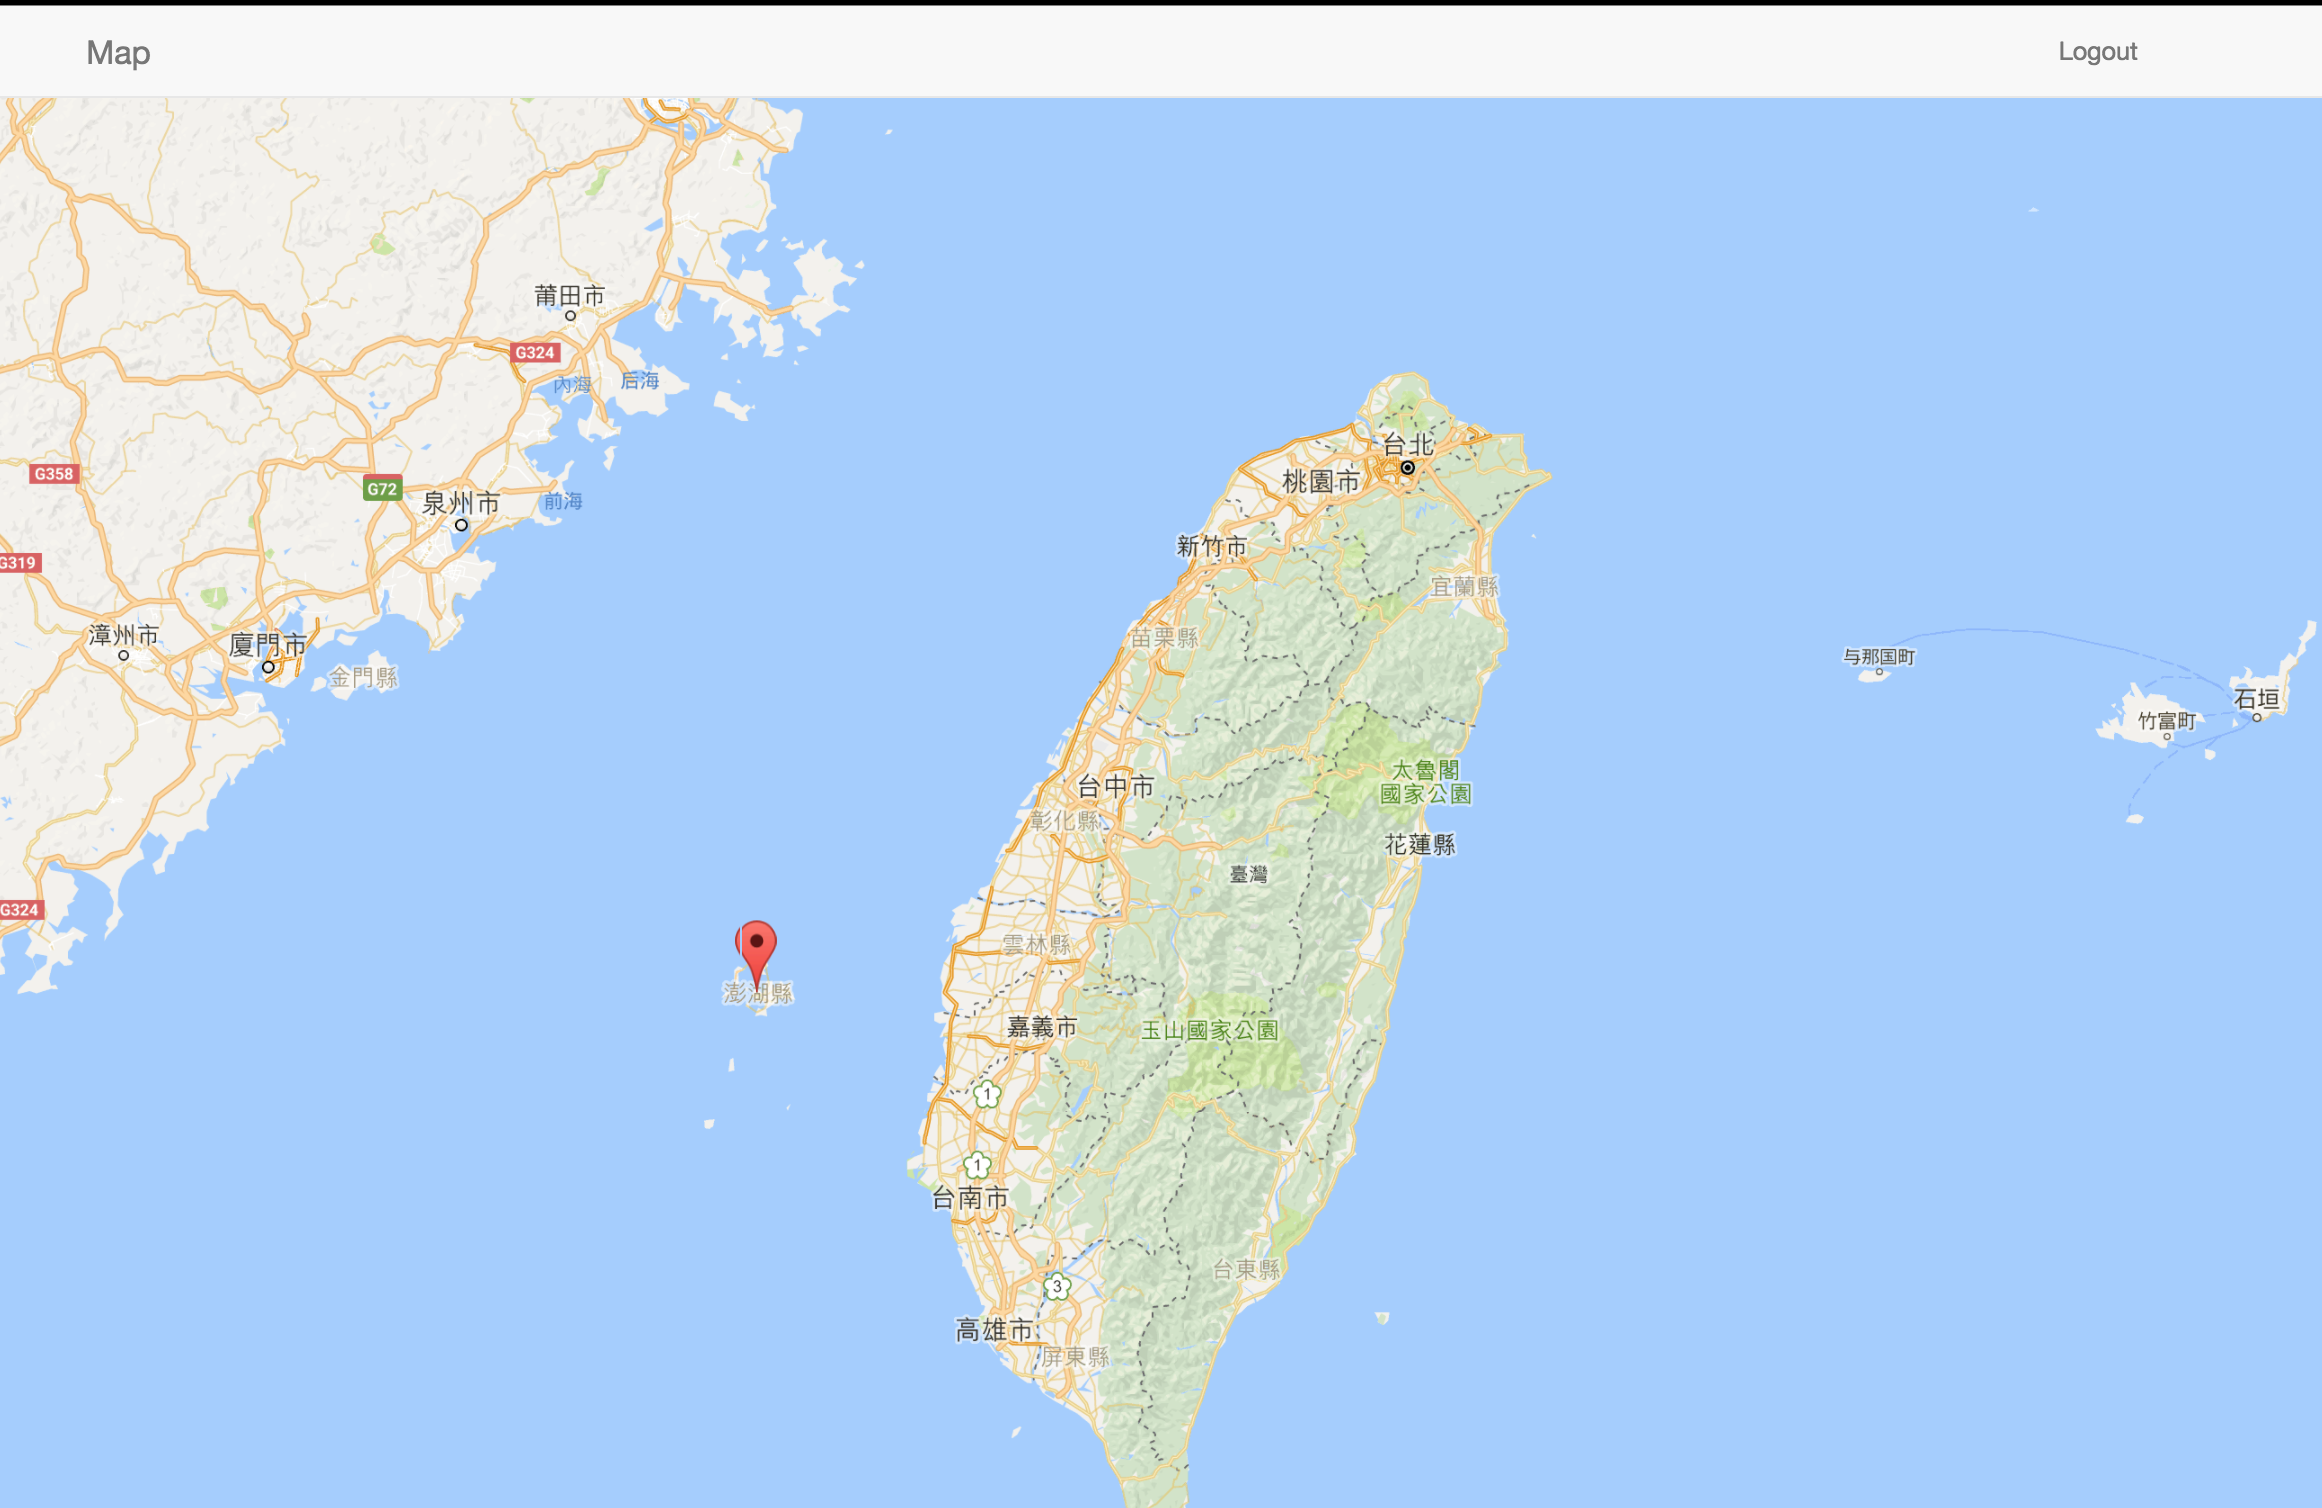 Map
Logout
莆田市
G324
內海
后海
G358
G72
泉州市
前海
G319
漳州市
廈門市
金門縣
台北
桃園市
新竹市
宜蘭縣
苗栗縣
与那国町
石垣
竹富町
太魯閣
國家公園
台中市
彰化縣
花蓮縣
臺灣
G324
雲林縣
澎湖縣
嘉義市
玉山國家公園
1
1
台南市
台東縣
3
高雄市
屏東縣